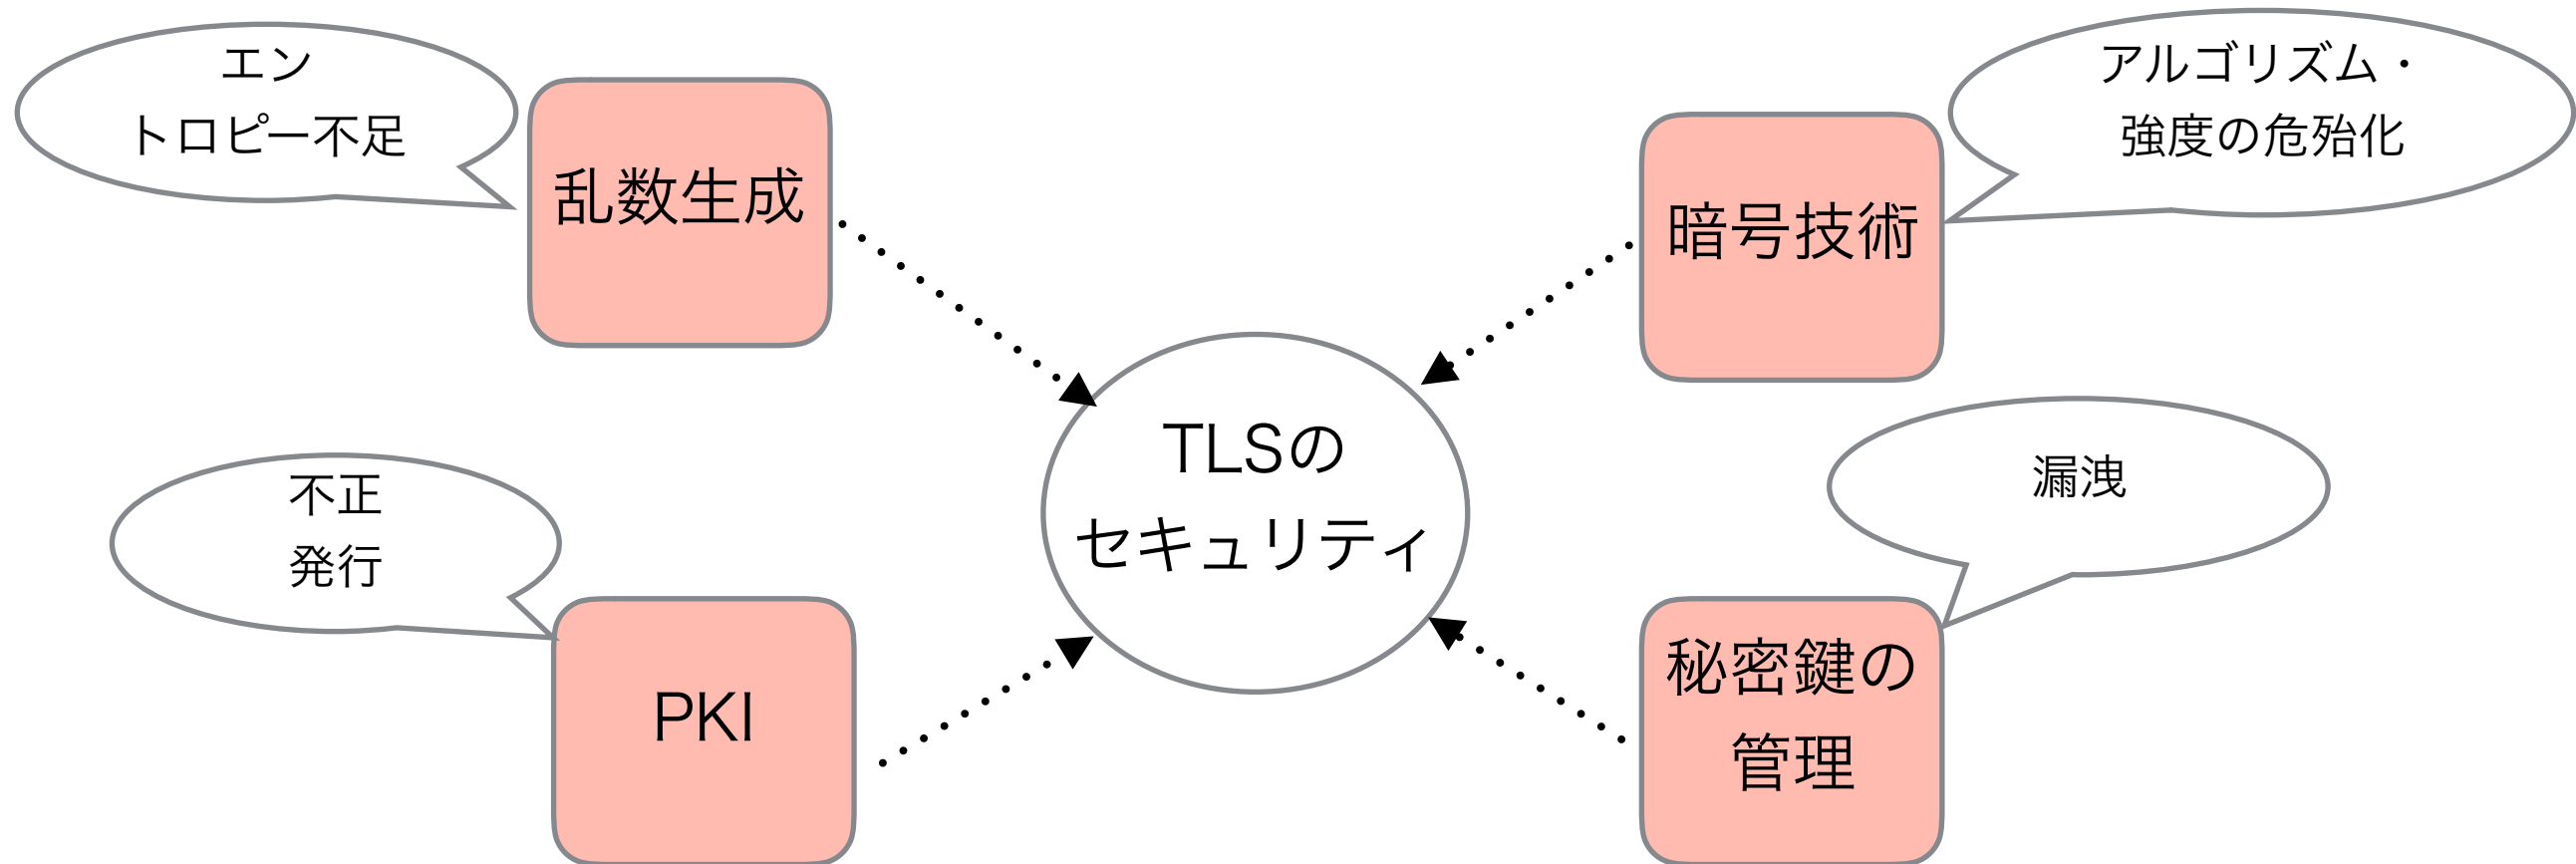 エン
トロピー不足
乱数生成
アルゴリズム・
強度の危殆化
暗号技術
TLSの
セキュリティ
不正
発行
PKI
漏洩
秘密鍵の
管理